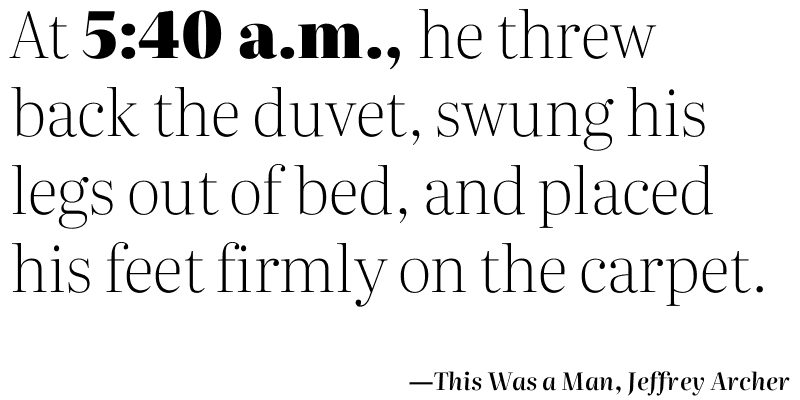 At 5:40 a.m., he threw
back the duvet, swung his
legs out of bed, and placed
his feet firmly on the carpet.
—This Was a Man, Jeffrey Archer